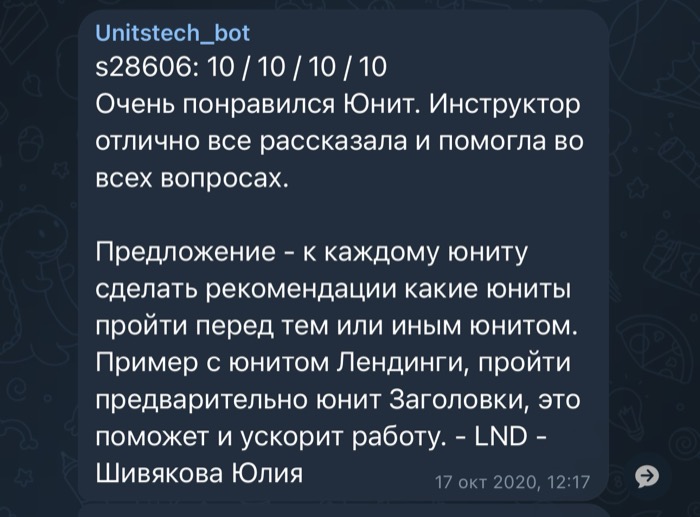 Unitstech_bot
s28606: 10 / 10 / 10 / 10
Очень понравился Юнит. Инструктор
отлично все рассказала и помогла во
всех вопросах.
Предложение - к каждому юниту
сделать рекомендации какие юниты
пройти перед тем или иным юнитом.
Пример с юнитом Лендинги, пройти
предварительно юнит Заголовки, это
поможет и ускорит работу. - LND -
Шивякова Юлия
17 окт 2020, 12:17